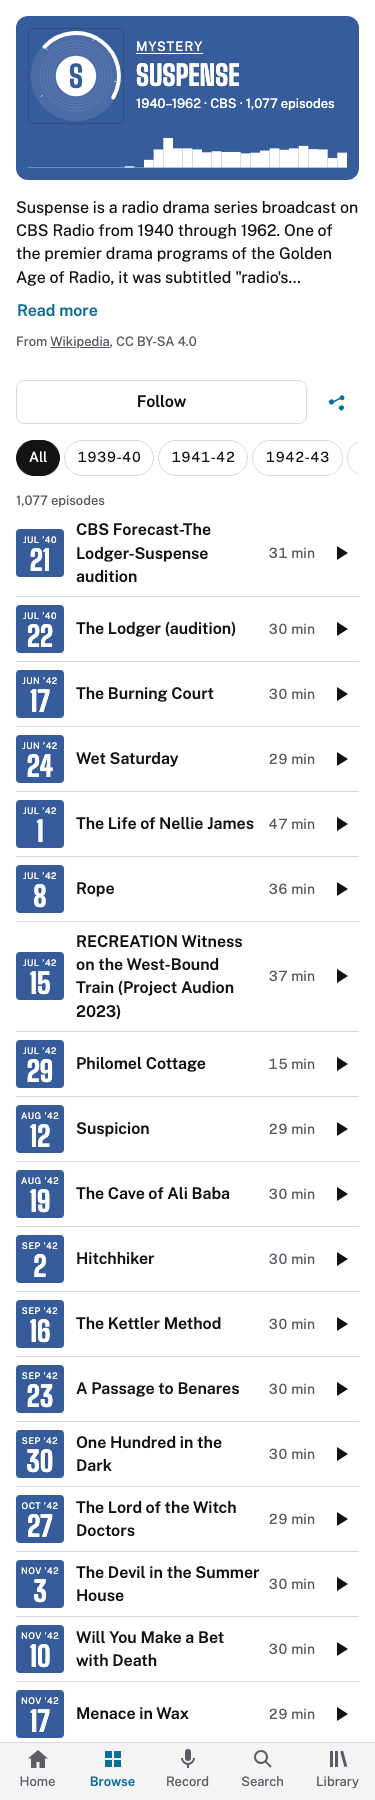 S
MYSTERY
SUSPENSE
1940–1962 · CBS · 1,077 episodes
Suspense is a radio drama series broadcast on
CBS Radio from 1940 through 1962. One of
the premier drama programs of the Golden
Age of Radio, it was subtitled "radio's...
Read more
From Wikipedia, CC BY-SA 4.0
Follow
All
1939-40
1941-42
1942-43
1,077 episodes
JUL '40
21
CBS Forecast-The
Lodger-Suspense
audition
31 min
JUL '40
22
The Lodger (audition)
30 min
JUN '42
17
The Burning Court
30 min
JUN '42
24
Wet Saturday
29 min
JUL '42
1
The Life of Nellie James
47 min
JUL '42
8
Rope
36 min
JUL '42
15
RECREATION Witness
on the West-Bound
Train (Project Audion
2023)
37 min
JUL '42
29
Philomel Cottage
15 min
AUG '42
12
Suspicion
29 min
AUG '42
19
The Cave of Ali Baba
30 min
SEP '42
2
Hitchhiker
30 min
SEP '42
16
The Kettler Method
30 min
SEP '42
23
A Passage to Benares
30 min
SEP '42
30
One Hundred in the
Dark
30 min
OCT '42
27
The Lord of the Witch
Doctors
29 min
NOV '42
3
The Devil in the Summer
House
30 min
NOV '42
10
Will You Make a Bet
with Death
30 min
NOV '42
17
Menace in Wax
29 min
Home
Browse
Record
Search
Library